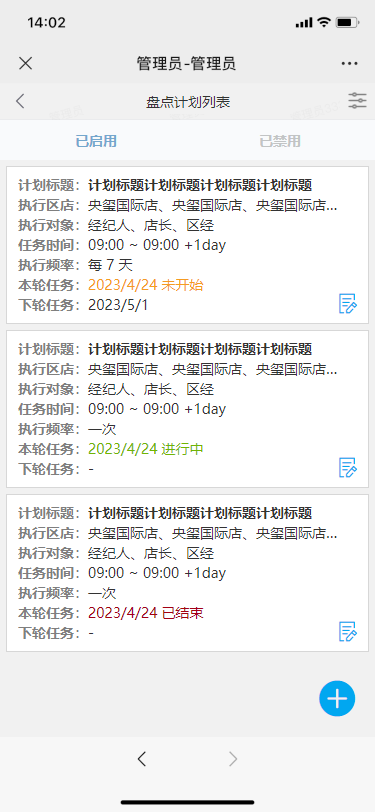 14:02
管理员-管理员
盘点计划列表
已启用
已禁用
计划标题：计划标题计划标题计划标题计划标题
执行区店：央玺国际店、央玺国际店、央玺国际店...
执行对象：经纪人、店长、区经
任务时间：09:00 ~ 09:00 +1day
执行频率：每 7 天
本轮任务：2023/4/24 未开始
下轮任务：2023/5/1
计划标题：计划标题计划标题计划标题计划标题
执行区店：央玺国际店、央玺国际店、央玺国际店...
执行对象：经纪人、店长、区经
任务时间：09:00 ~ 09:00 +1day
执行频率：一次
本轮任务：2023/4/24 进行中
下轮任务：-
计划标题：计划标题计划标题计划标题计划标题
执行区店：央玺国际店、央玺国际店、央玺国际店...
执行对象：经纪人、店长、区经
任务时间：09:00 ~ 09:00 +1day
执行频率：一次
本轮任务：2023/4/24 已结束
下轮任务：-